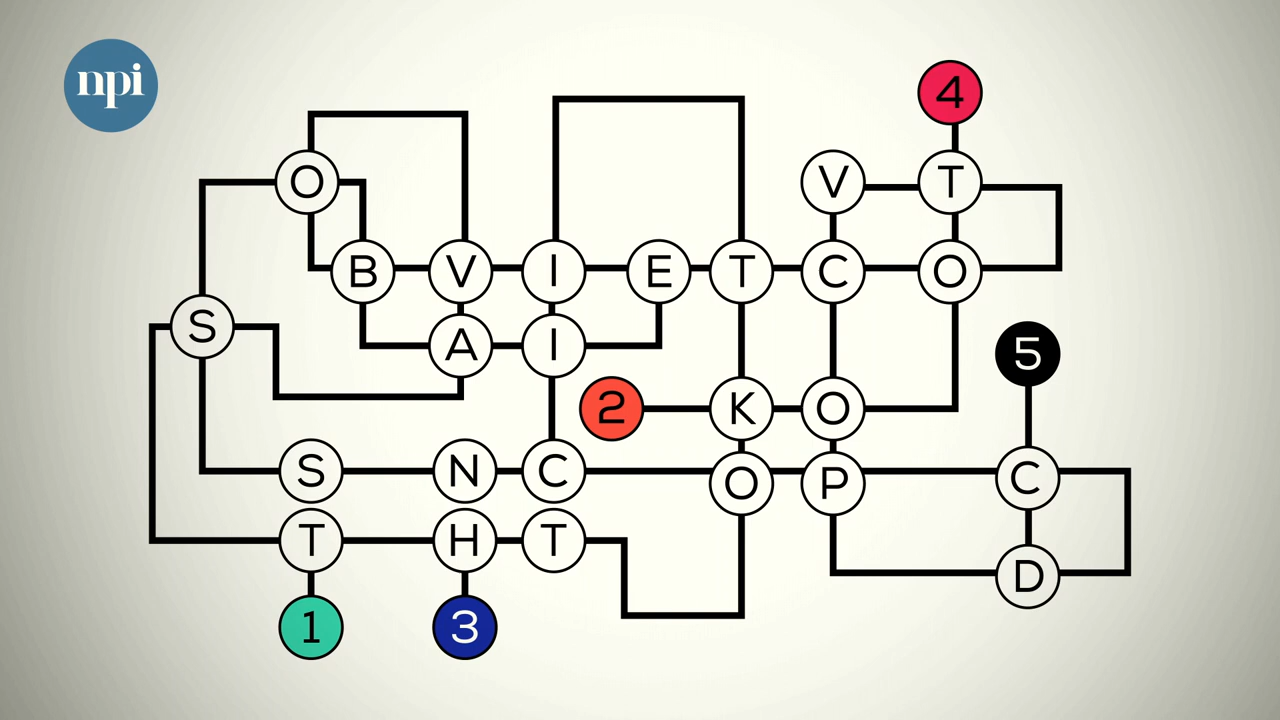 npi
4
O V T
B V I E T C O
S A I 5
2 K O
S N C O P C
T H T D
1 3